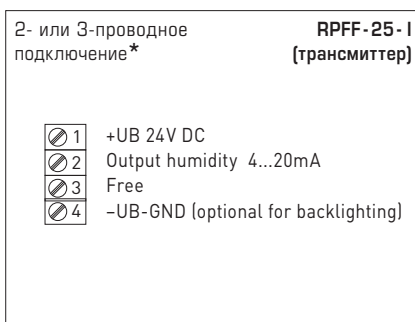 2- или 3-проводное
подключение*
RPFF-25-I
(трансмиттер)
1 +UB 24V DC
2 Output humidity 4...20mA
3 Free
4 –UB-GND (optional for backlighting)